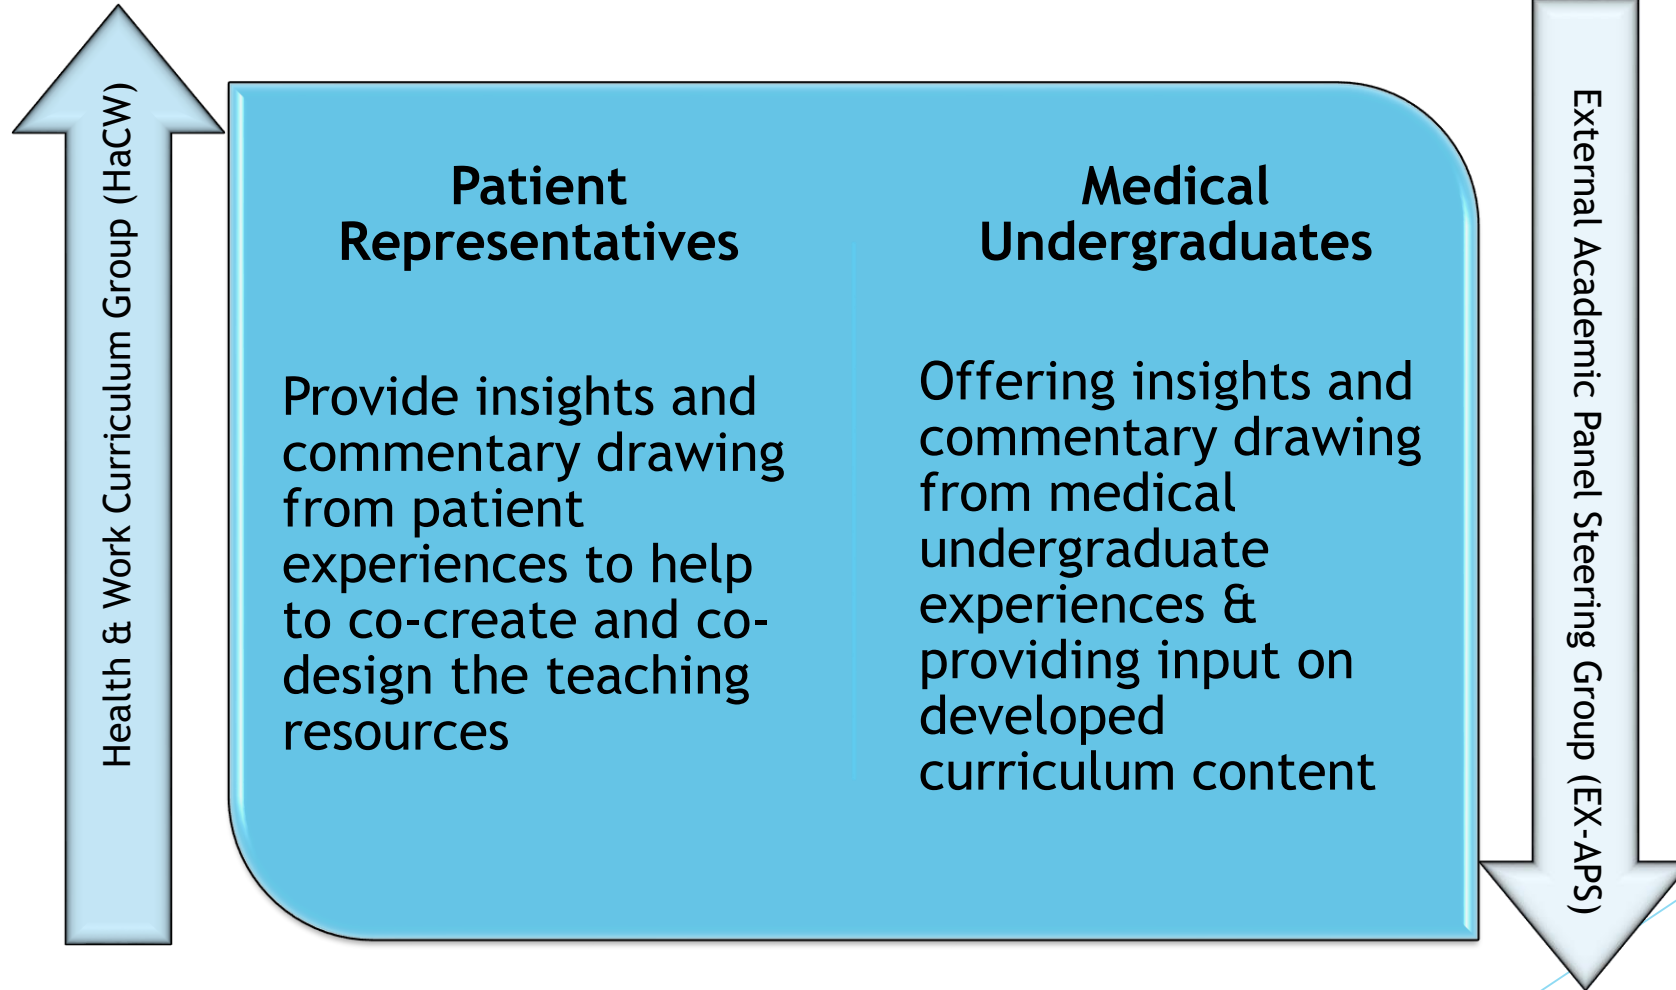 Health & Work Curriculum Group (HaCW)
Patient
Representatives
Provide insights and
commentary drawing
from patient
experiences to help
to co-create and co-
design the teaching
resources
Medical
Undergraduates
Offering insights and
commentary drawing
from medical
undergraduate
experiences &
providing input on
developed
curriculum content
External Academic Panel Steering Group (EX-APS)